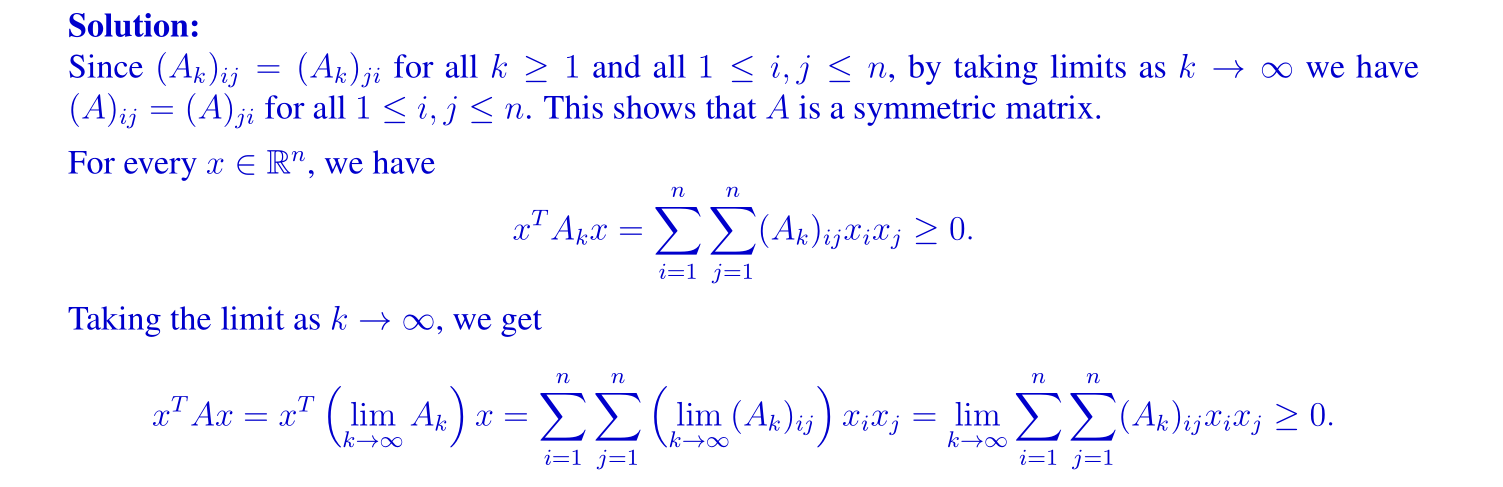 Solution:
Since $(A_k)_{ij} = (A_k)_{ji}$ for all $k \geq 1$ and all $1 \leq i, j \leq n$, by taking limits as $k \to \infty$ we have
$(A)_{ij} = (A)_{ji}$ for all $1 \leq i, j \leq n$. This shows that $A$ is a symmetric matrix.
For every $x \in \mathbb{R}^n$, we have
$x^T A_k x = \sum_{i=1}^{n} \sum_{j=1}^{n} (A_k)_{ij} x_i x_j \geq 0.$
Taking the limit as $k \to \infty$, we get
$x^T A x = x^T \left( \lim_{k \to \infty} A_k \right) x = \sum_{i=1}^{n} \sum_{j=1}^{n} \left( \lim_{k \to \infty} (A_k)_{ij} \right) x_i x_j = \lim_{k \to \infty} \sum_{i=1}^{n} \sum_{j=1}^{n} (A_k)_{ij} x_i x_j \geq 0.$